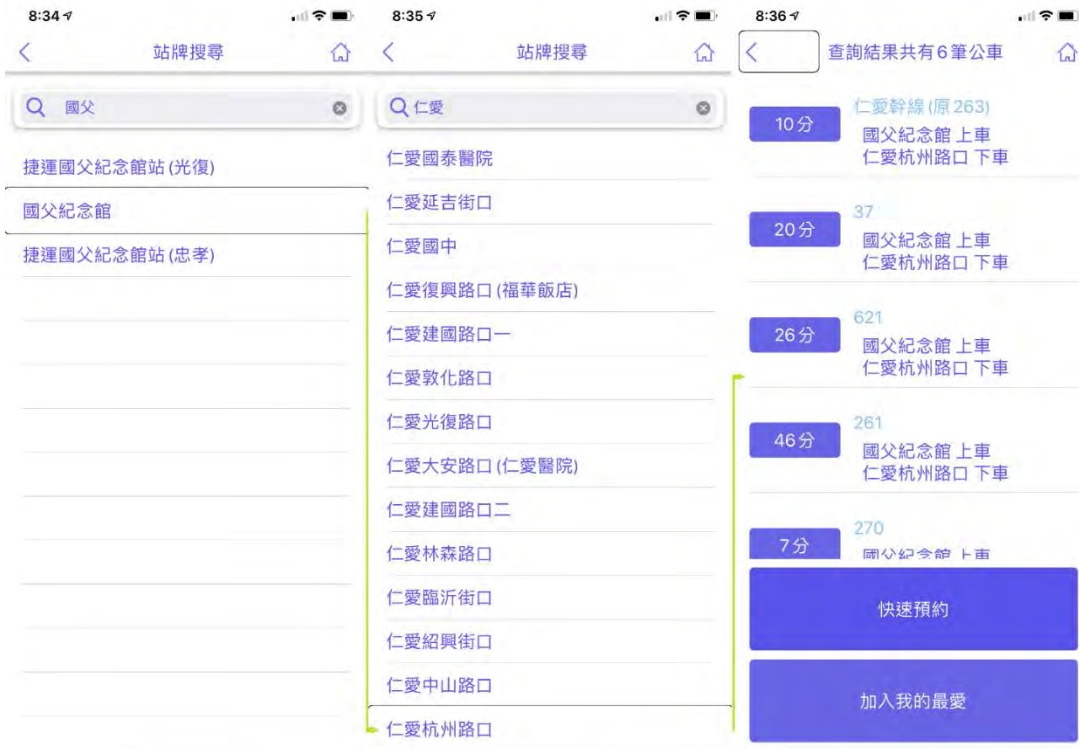 8:34
站牌搜尋
國父
捷運國父紀念館站(光復)
國父紀念館
捷運國父紀念館站(忠孝)
8:35
站牌搜尋
仁愛
仁愛國泰醫院
仁愛延吉街口
仁愛國中
仁愛復興路口(福華飯店)
仁愛建國路口一
仁愛敦化路口
仁愛光復路口
仁愛大安路口(仁愛醫院)
仁愛建國路口二
仁愛林森路口
仁愛臨沂街口
仁愛紹興街口
仁愛中山路口
仁愛杭州路口
8:36
查詢結果共有6筆公車
10分
仁愛幹線(原263)
國父紀念館 上車
仁愛杭州路口 下車
20分
37
國父紀念館 上車
仁愛杭州路口 下車
26分
621
國父紀念館 上車
仁愛杭州路口 下車
46分
261
國父紀念館 上車
仁愛杭州路口 下車
7分
270
國父紀念館 上車
快速預約
加入我的最愛